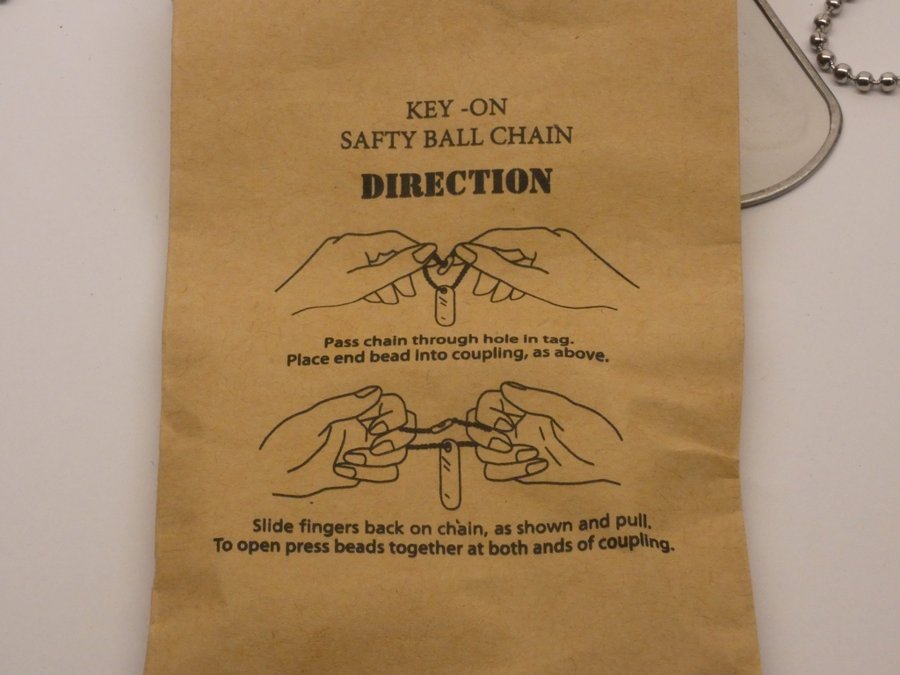 KEY -ON
SAFTY BALL CHAIN
DIRECTION
Pass chain through hole in tag.
Place end bead into coupling, as above.
Slide fingers back on chain, as shown and pull.
To open press beads together at both ands of coupling.